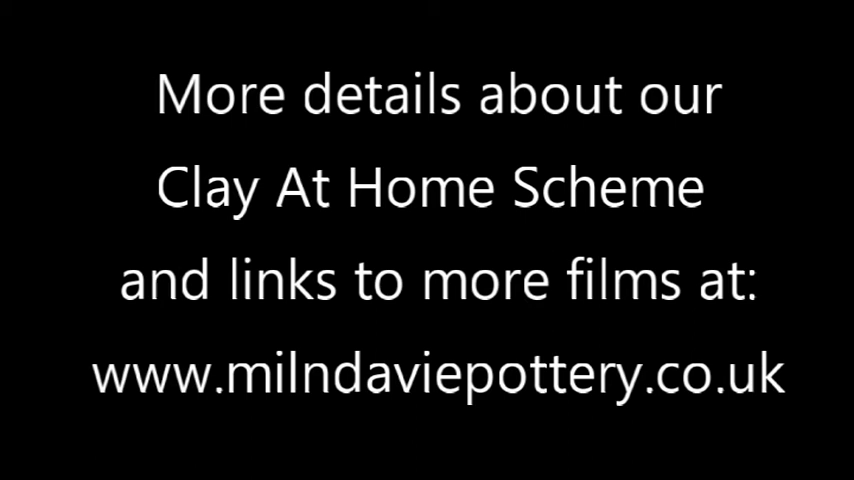 More details about our
Clay At Home Scheme
and links to more films at:
www.milndaviepottery.co.uk